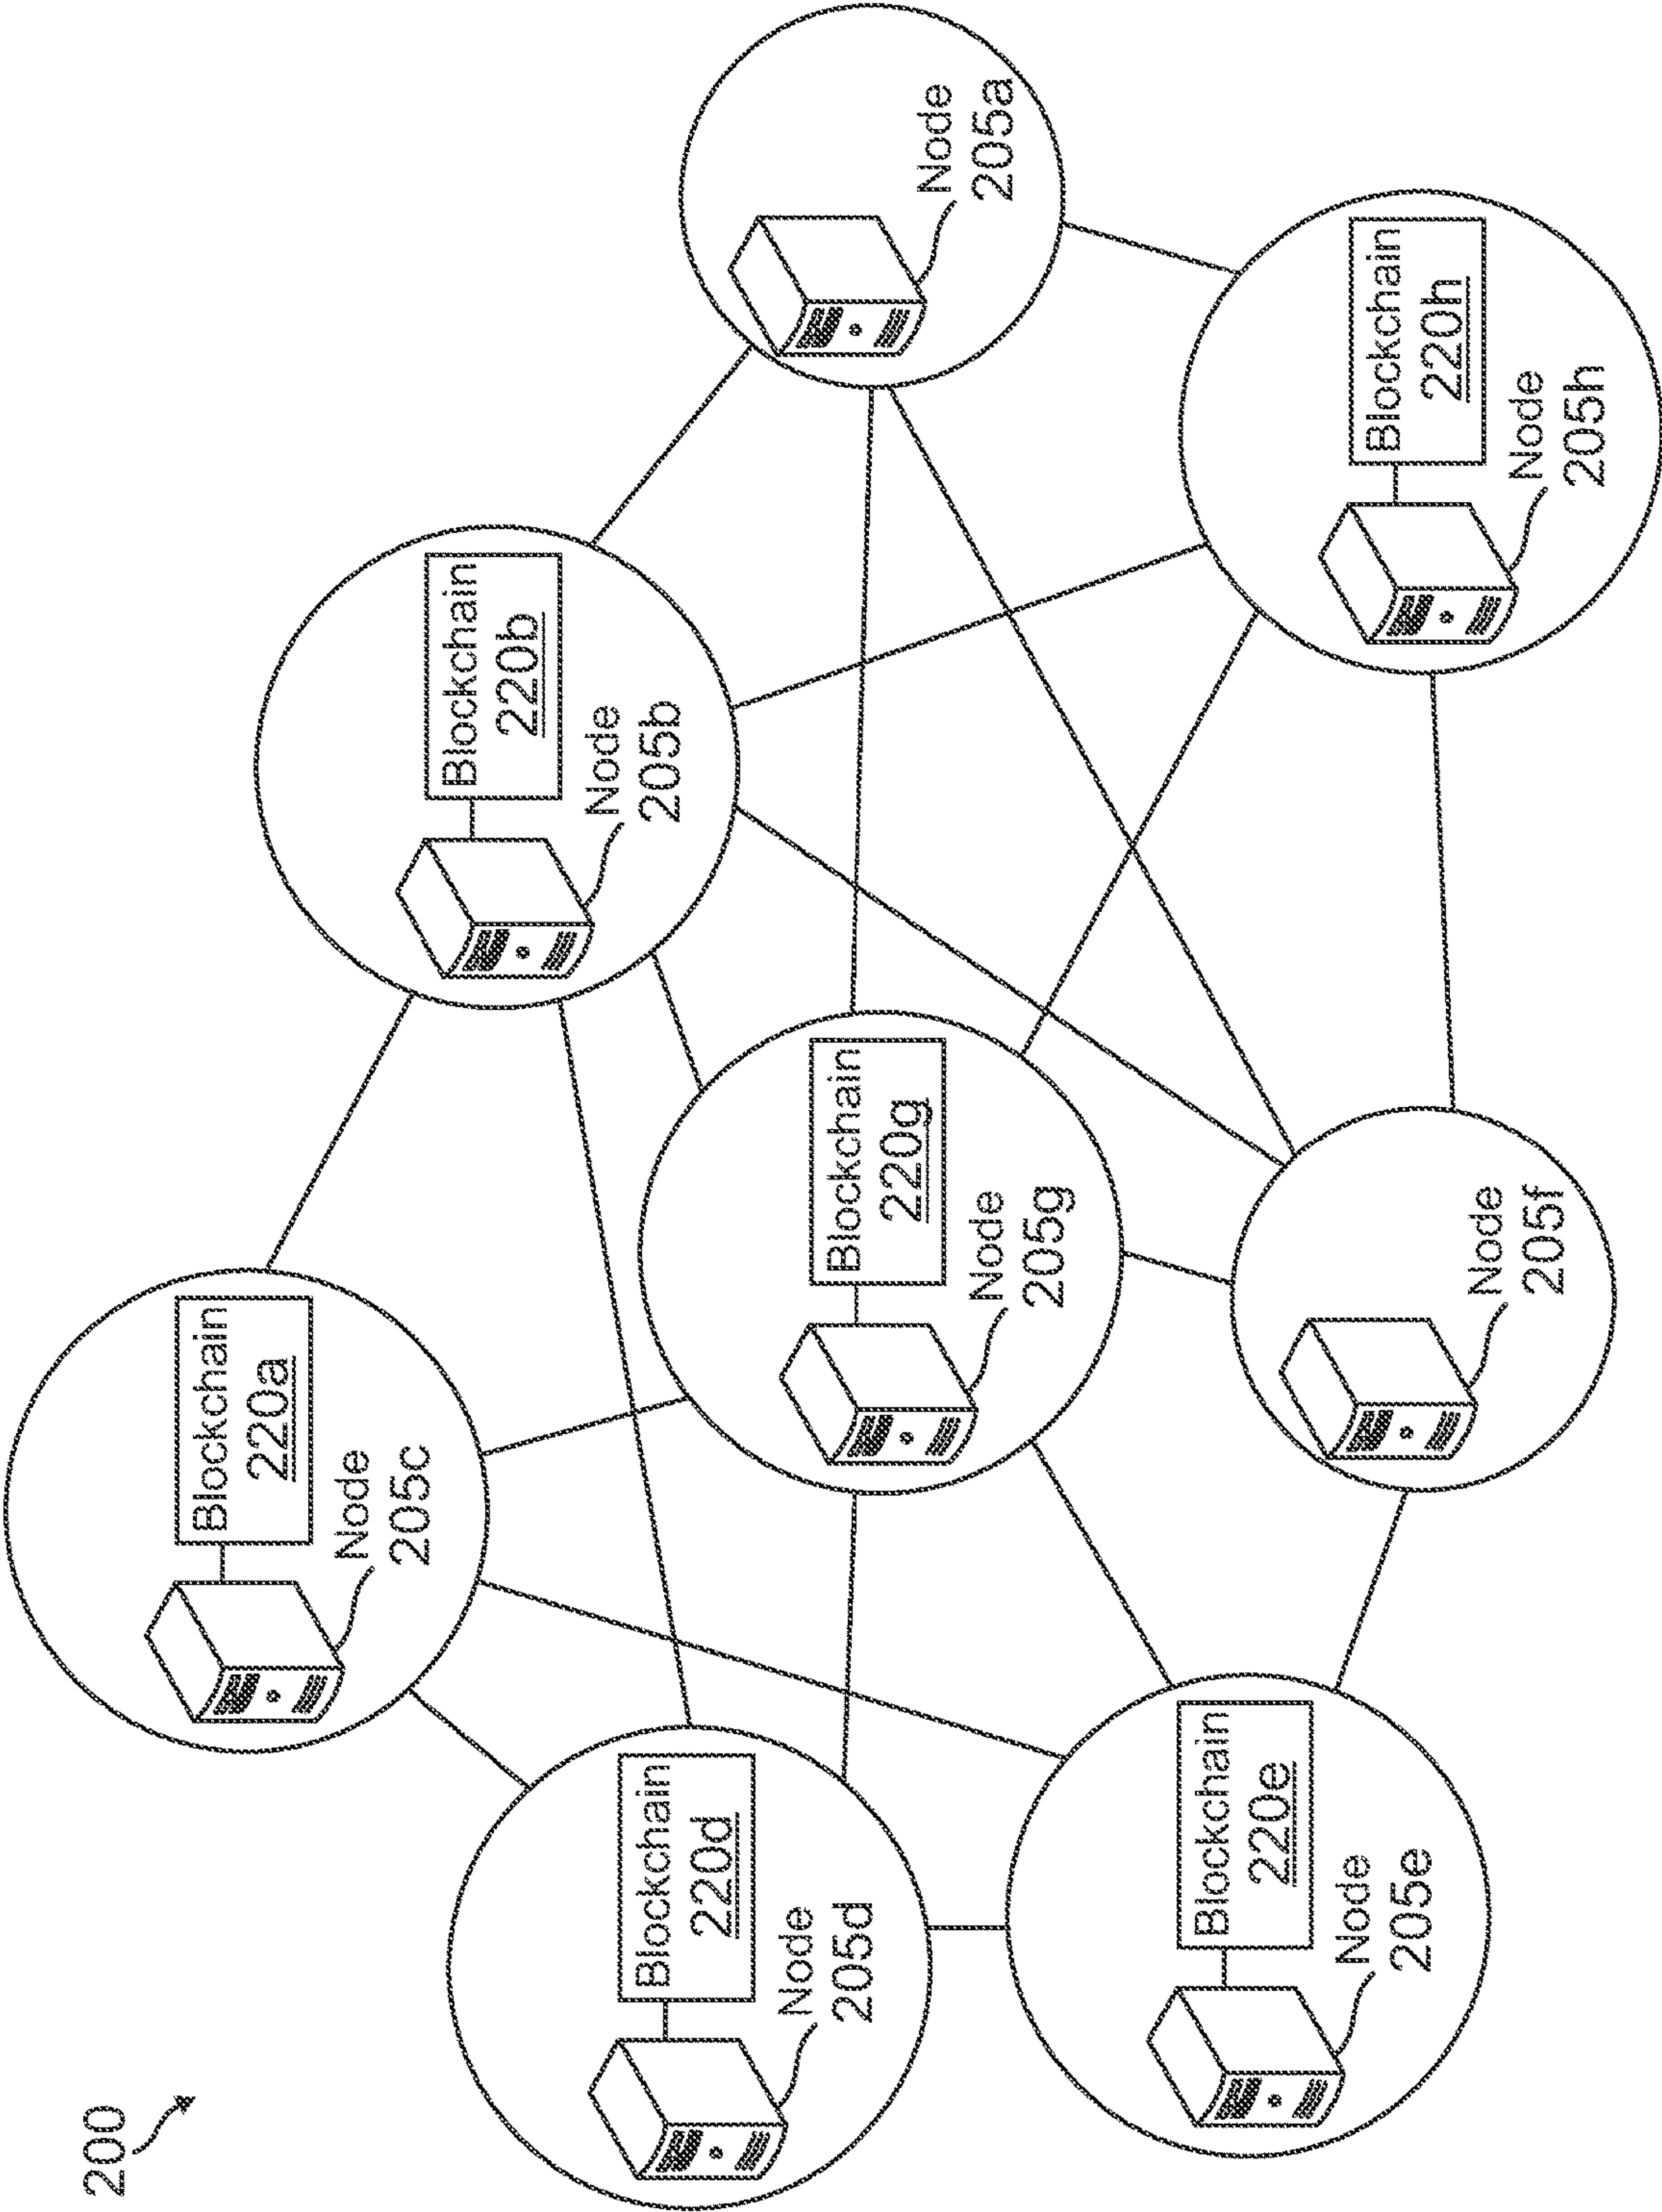 200
Blockchain
220a
Node
205c
Blockchain
220b
Node
205b
Blockchain
220d
Node
205d
Blockchain
220g
Node
205g
Node
205a
Blockchain
220e
Node
205e
Node
205f
Blockchain
220h
Node
205h